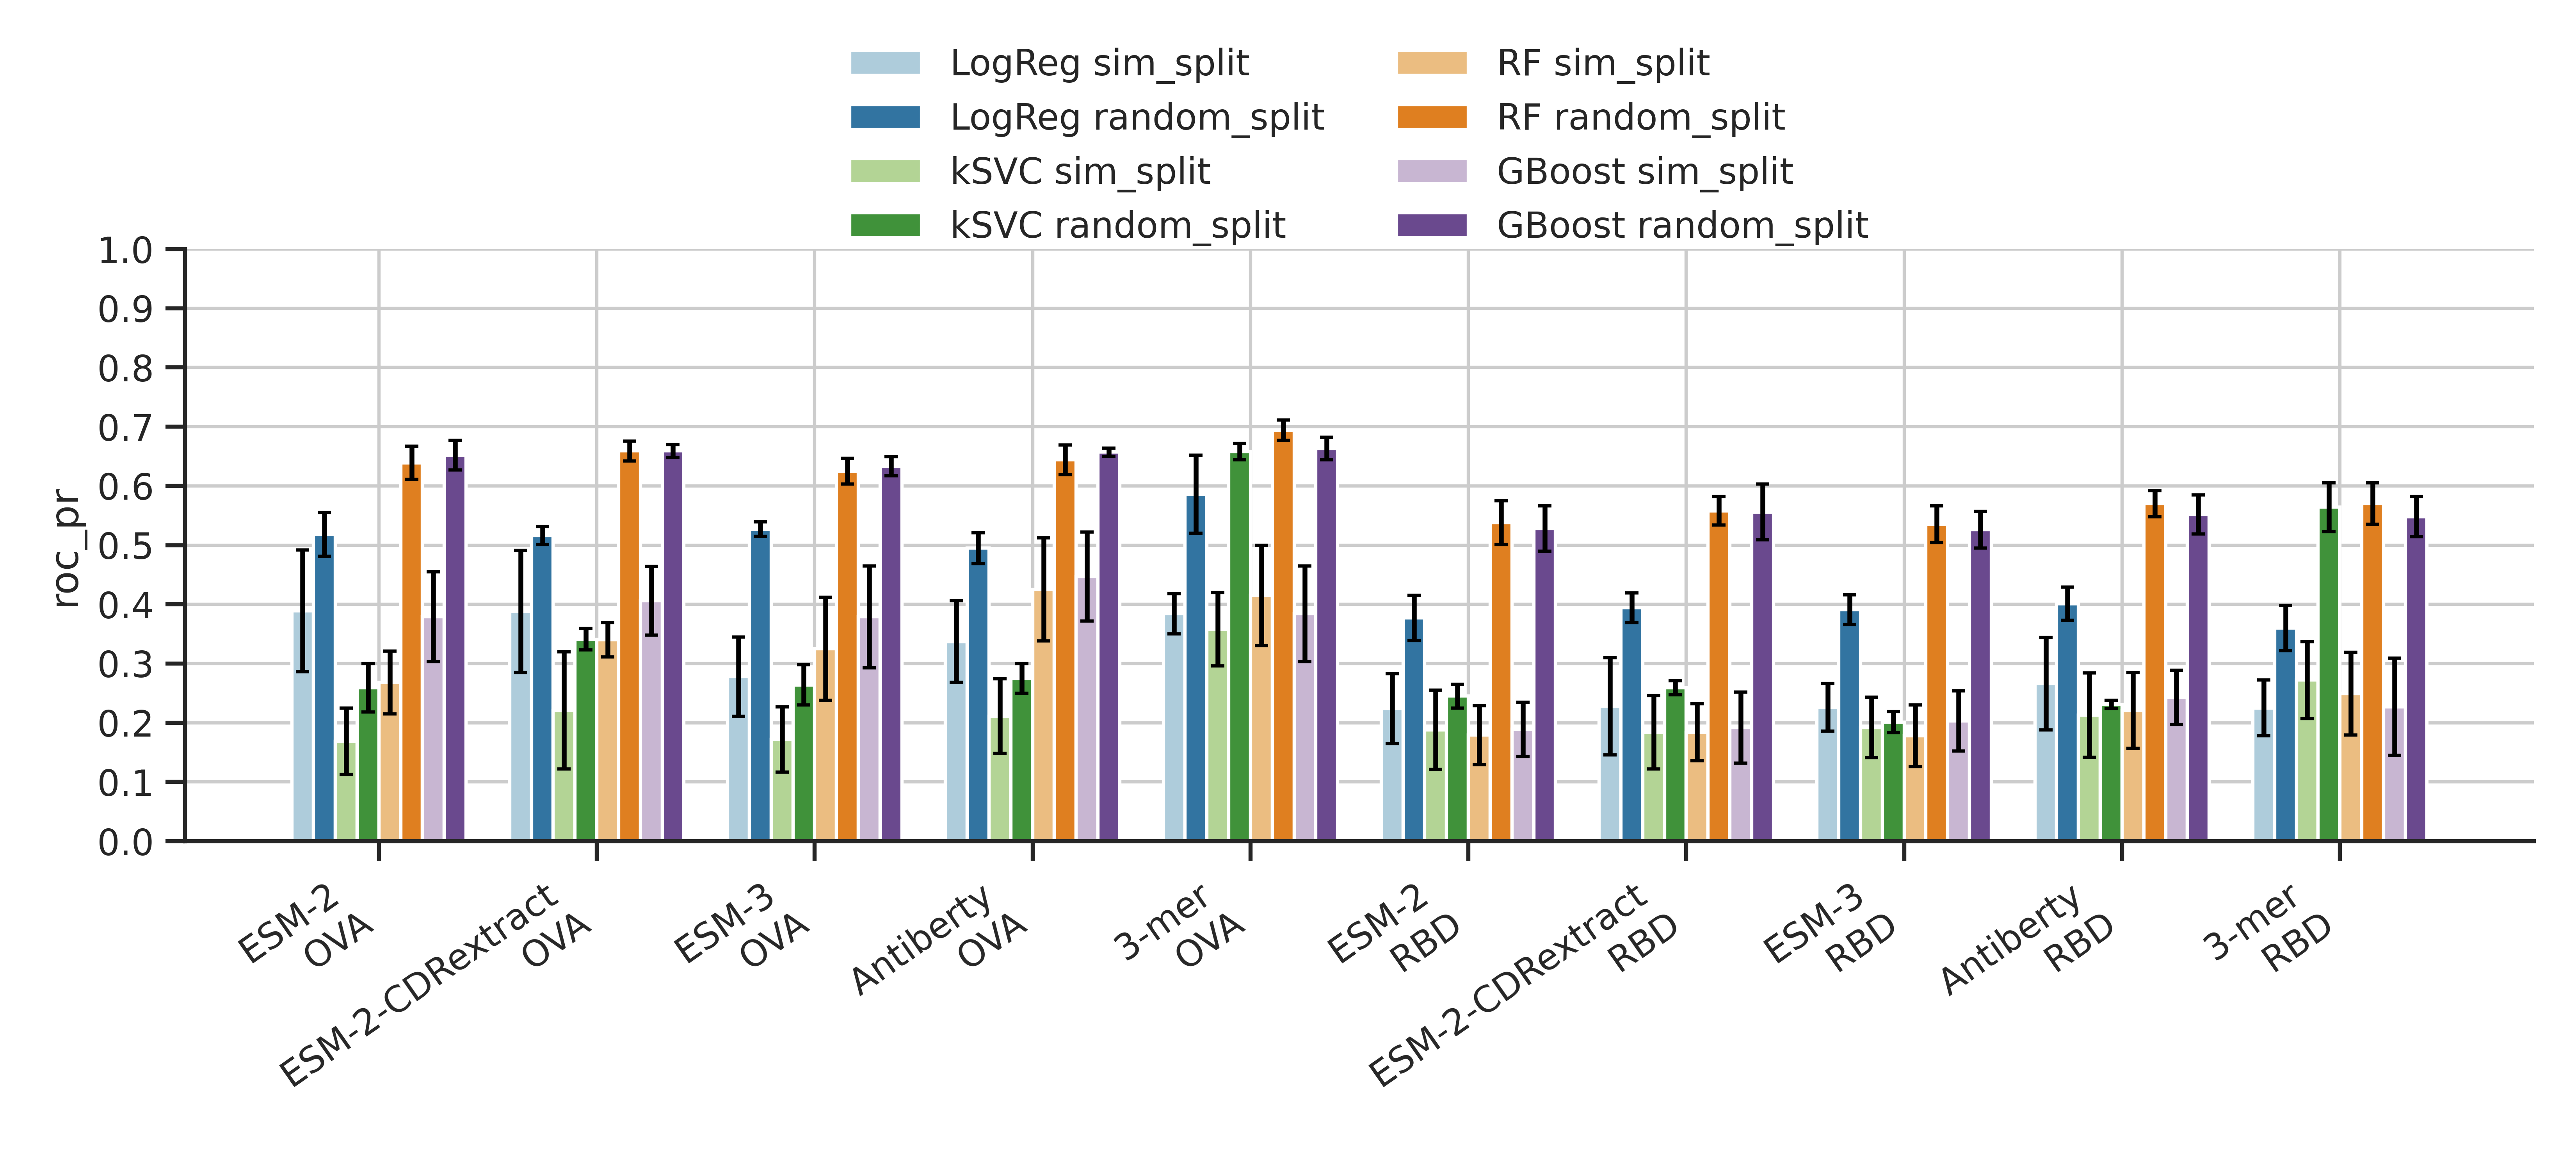 LogReg sim_split
LogReg random_split
kSVC sim_split
kSVC random_split
RF sim_split
RF random_split
GBoost sim_split
GBoost random_split
roc_pr
1.0
0.9
0.8
0.7
0.6
0.5
0.4
0.3
0.2
0.1
0.0
ESM-2
OVA
ESM-2-CDRextract
OVA
ESM-3
OVA
Antiberty
OVA
3-mer
OVA
ESM-2
RBD
ESM-2-CDRextract
RBD
ESM-3
RBD
Antiberty
RBD
3-mer
RBD